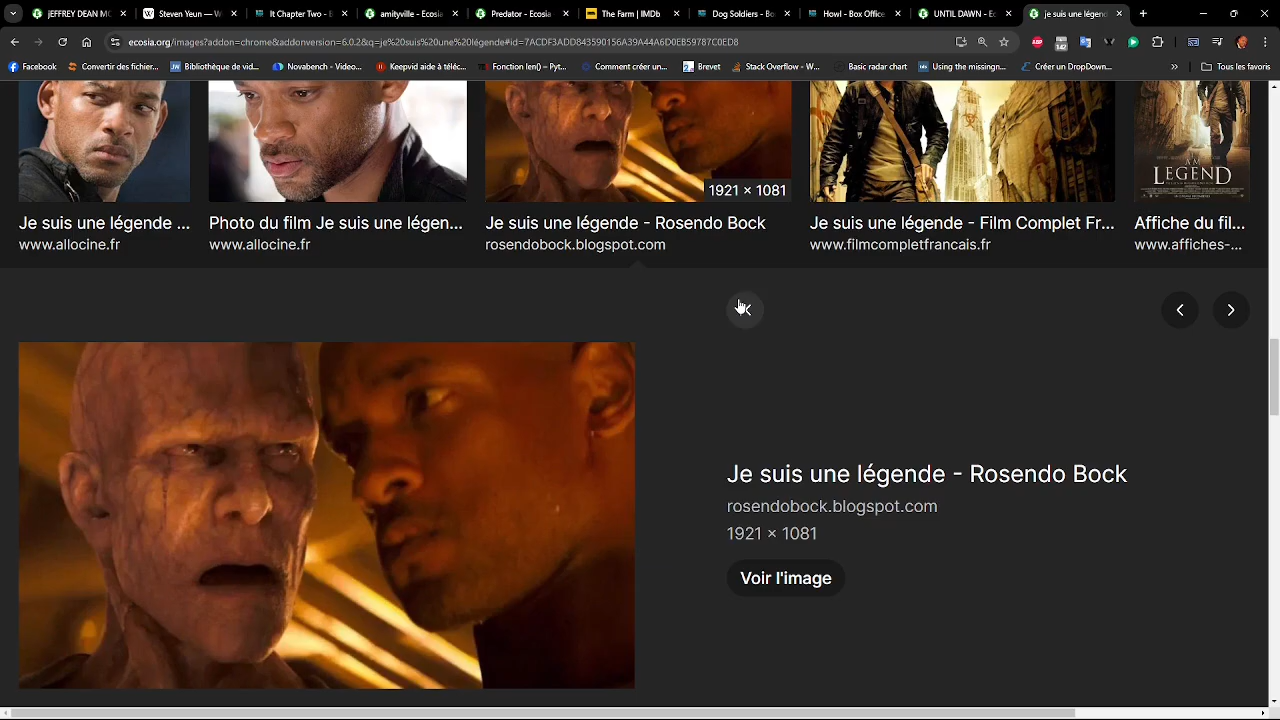 jEFFREY DEAN MO
Steven Yeun — W
It Chapter Two -
amityville - Ecosia
Predator - Ecosia
The Farm | IMDb
Dog Soldiers - Bo
Howl - Box Office
UNTIL DAWN - Ec
je suis une légend
ecosia.org/images?addon=chrome&addonversion=6.0.2&q=je%20suis%20une%20légende#id=7ACDF3ADD843590156A39A44A6D0EB59787C0ED8
142
Facebook
Convertir des fichier...
Bibliothèque de vid...
Novabench - Videod...
Keepvid aide à téléc...
Fonction len() – Pyt...
Comment créer un...
Brevet
Stack Overflow - W...
Basic radar chart
Using the missingn...
Créer un DropDown...
Tous les favoris
AM
LEGEND
1921 × 1081
Je suis une légende ...
Photo du film Je suis une légen...
Je suis une légende - Rosendo Bock
Je suis une légende - Film Complet Fr...
Affiche du fil...
www.allocine.fr
www.allocine.fr
rosendobock.blogspot.com
www.filmcompletfrancais.fr
www.affiches-...
Je suis une légende - Rosendo Bock
rosendobock.blogspot.com
1921 × 1081
Voir l'image